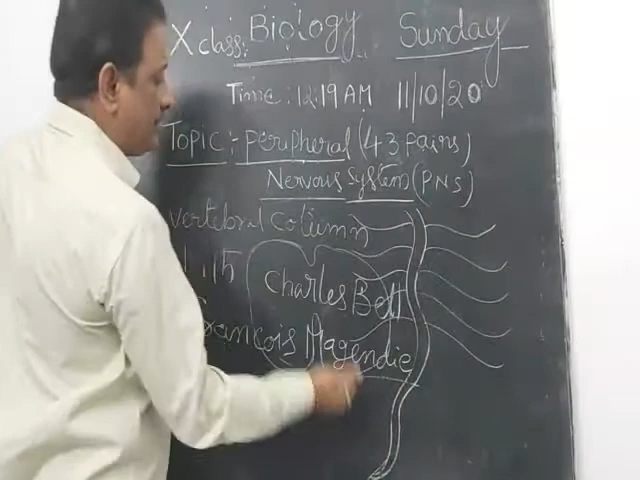 X class: Biology Sunday
Time: 12.19 AM 11/10/20
Topic:- peripheral (43 pairs)
Nervous System (PNS)
vertebral column
Charles Bell
Francois Magendie